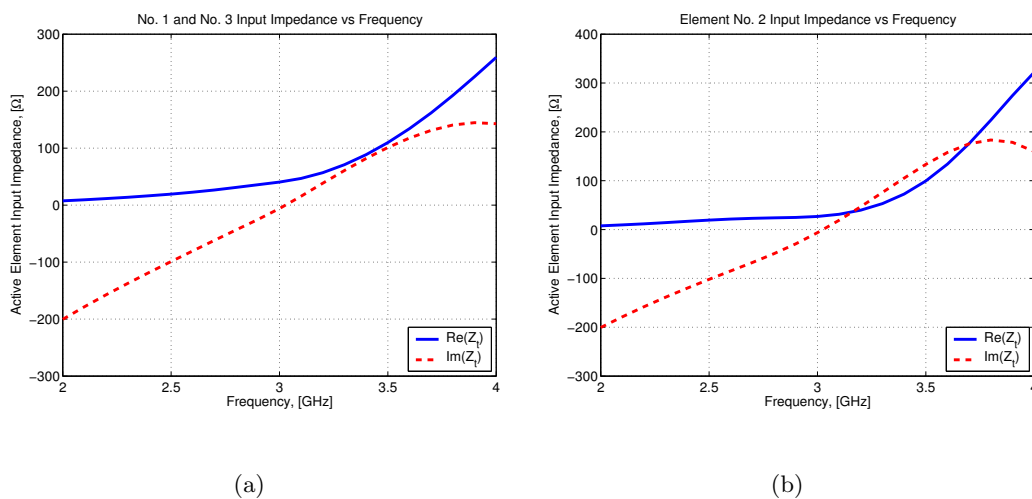 No. 1 and No. 3 Input Impedance vs Frequency
300
200
100
0
−100
−200
−300
Active Element Input Impedance, [Ω]
2
2.5
3
3.5
4
Frequency, [GHz]
Re(Z_t)
Im(Z_t)
(a)
Element No. 2 Input Impedance vs Frequency
400
300
200
100
0
−100
−200
−300
Active Element Input Impedance, [Ω]
2
2.5
3
3.5
4
Frequency, [GHz]
Re(Z_t)
Im(Z_t)
(b)